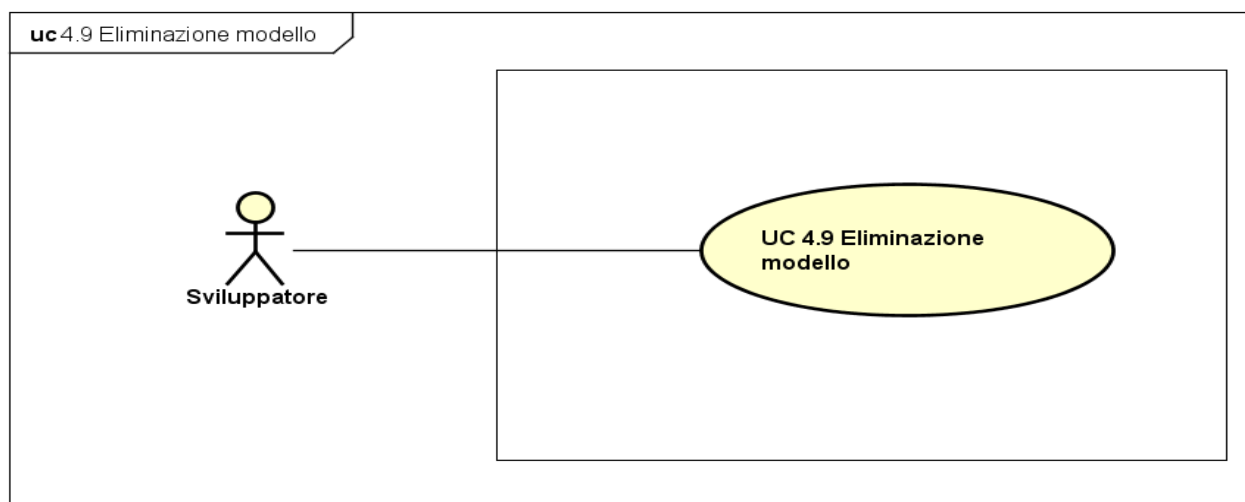 uc 4.9 Eliminazione modello
UC 4.9 Eliminazione
modello
Sviluppatore